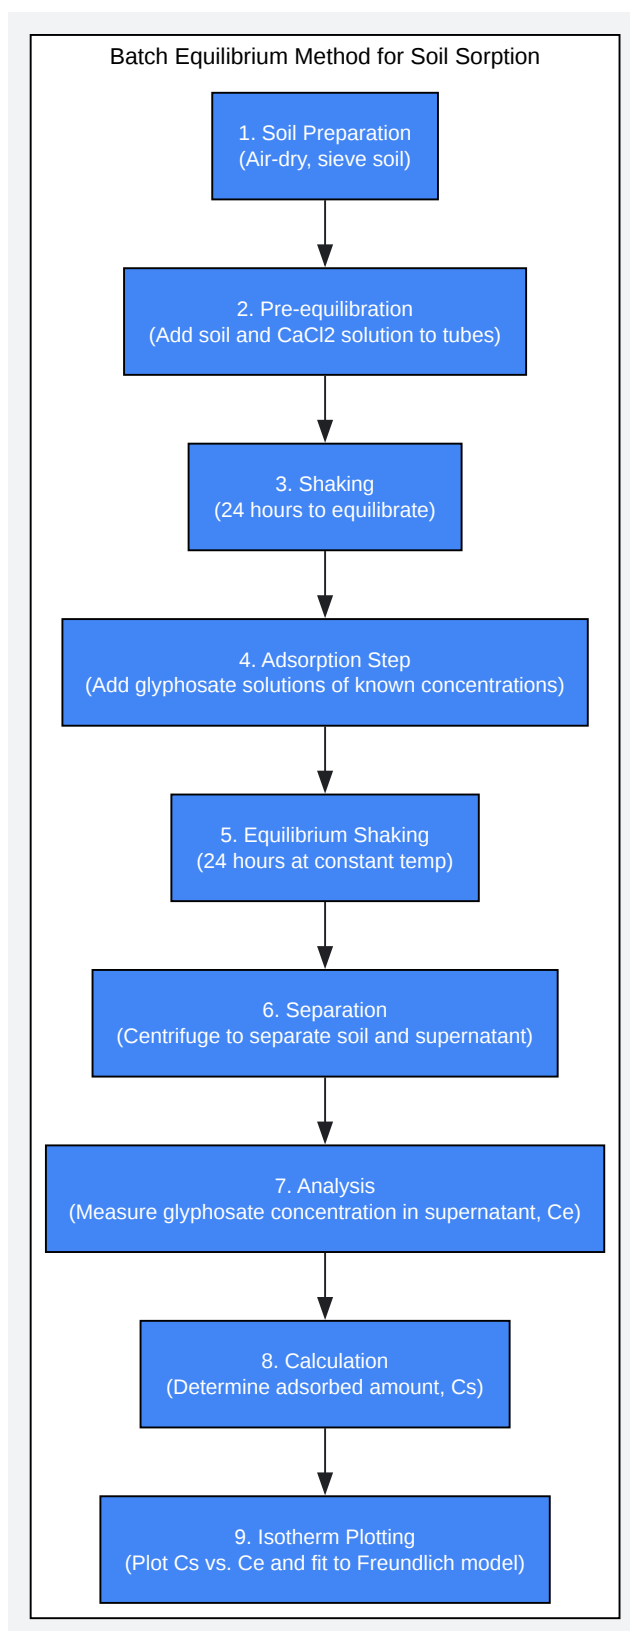 Batch Equilibrium Method for Soil Sorption
1. Soil Preparation
(Air-dry, sieve soil)
2. Pre-equilibration
(Add soil and CaCl2 solution to tubes)
3. Shaking
(24 hours to equilibrate)
4. Adsorption Step
(Add glyphosate solutions of known concentrations)
5. Equilibrium Shaking
(24 hours at constant temp)
6. Separation
(Centrifuge to separate soil and supernatant)
7. Analysis
(Measure glyphosate concentration in supernatant, Ce)
8. Calculation
(Determine adsorbed amount, Cs)
9. Isotherm Plotting
(Plot Cs vs. Ce and fit to Freundlich model)